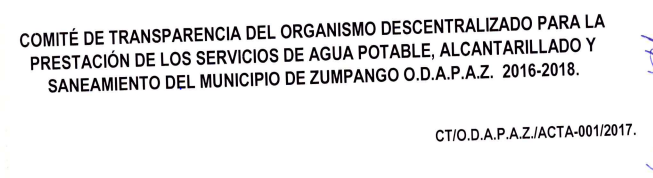 COMITÉ DE TRANSPARENCIA DEL ORGANISMO DESCENTRALIZADO PARA LA
PRESTACIÓN DE LOS SERVICIOS DE AGUA POTABLE, ALCANTARILLADO Y
SANEAMIENTO DEL MUNICIPIO DE ZUMPANGO O.D.A.P.A.Z. 2016-2018.
CT/O.D.A.P.A.Z./ACTA-001/2017.